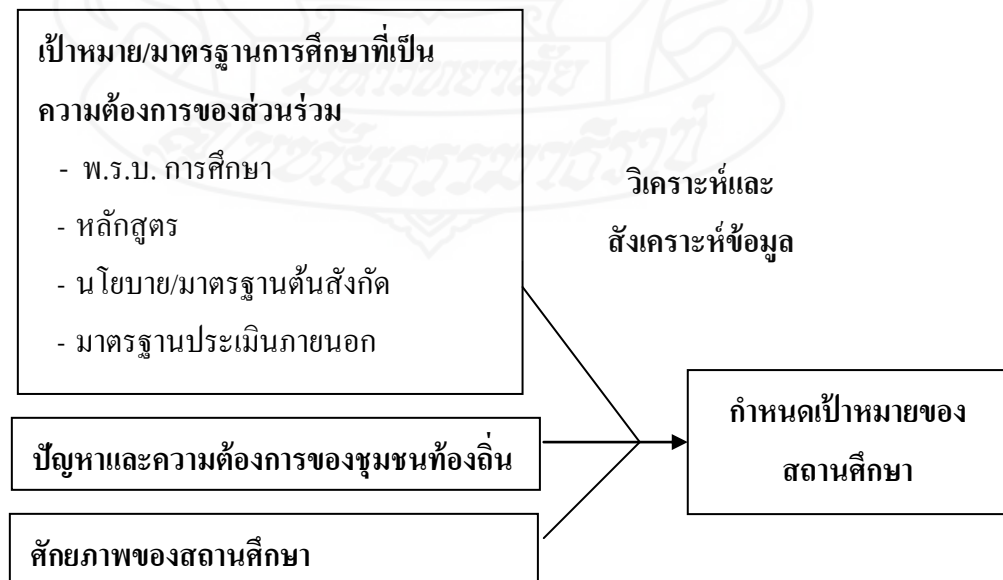 เป้าหมาย/มาตรฐานการศึกษาที่เป็น
ความต้องการของส่วนร่วม
- พ.ร.บ. การศึกษา
- หลักสูตร
- นโยบาย/มาตรฐานต้นสังกัด
- มาตรฐานประเมินภายนอก
วิเคราะห์และ
สังเคราะห์ข้อมูล
ปัญหาและความต้องการของชุมชนท้องถิ่น
ศักยภาพของสถานศึกษา
กำหนดเป้าหมายของ
สถานศึกษา